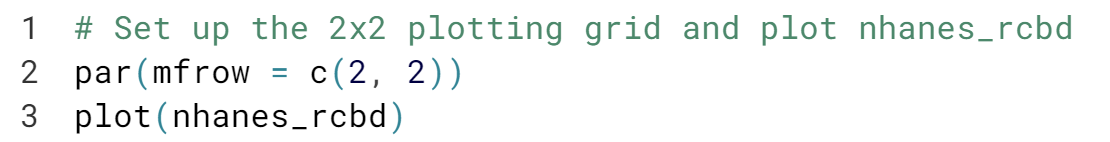 1 # Set up the 2x2 plotting grid and plot nhanes_rcbd
2 par(mfrow = c(2, 2))
3 plot(nhanes_rcbd)